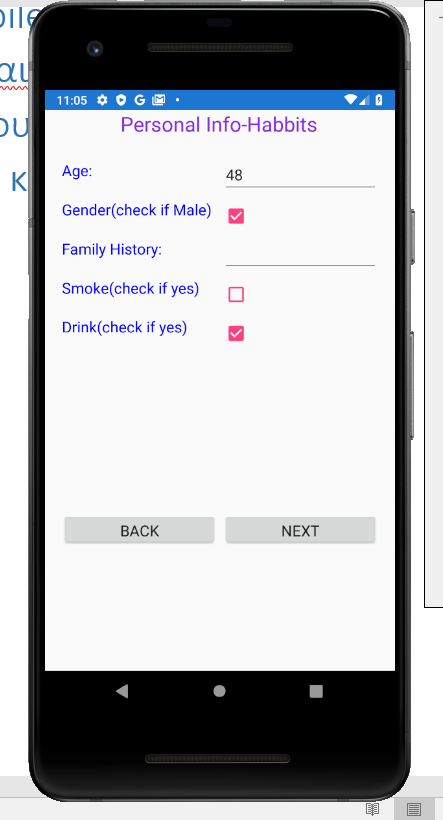 11:05 G
Personal Info-Habbits
Age: 48
Gender(check if Male)
Family History:
Smoke(check if yes)
Drink(check if yes)
BACK NEXT